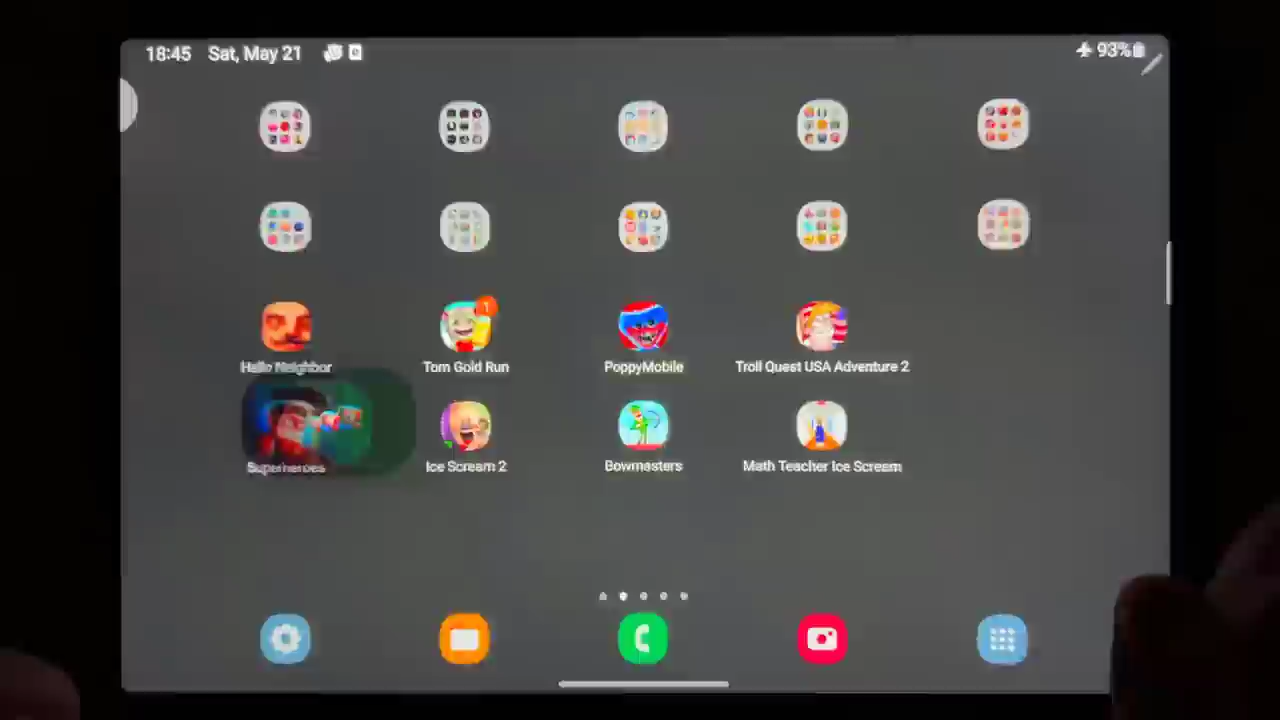 18:45 Sat, May 21
93%
1
Hello Neighbor
Tom Gold Run
PoppyMobile
Troll Quest USA Adventure 2
Superheroes
Ice Scream 2
Bowmasters
Math Teacher Ice Scream